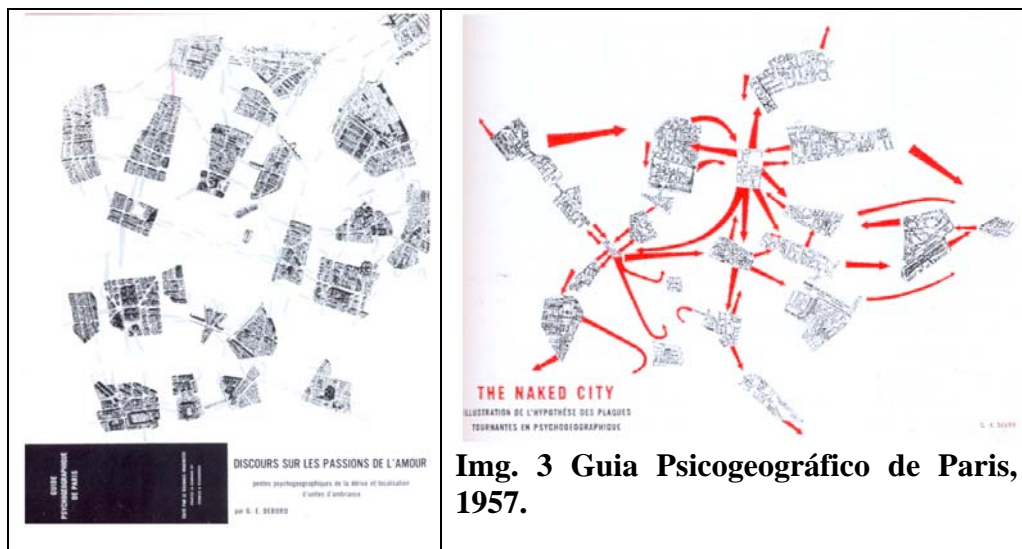 GUIDE
PSYCHOGEOGRAPHIQUE
DE PARIS
DISCOURS SUR LES PASSIONS DE L'AMOUR
pentes psychogeographiques de la dérive et localisation
d'unités d'ambiance
par G.-E. DEBORD
THE NAKED CITY
ILLUSTRATION DE L'HYPOTHÈSE DES PLAQUES
TOURNANTES EN PSYCHOGEOGRAPHIQUE
G.-E. DEBORD
Img. 3 Guia Psicogeográfico de Paris,
1957.